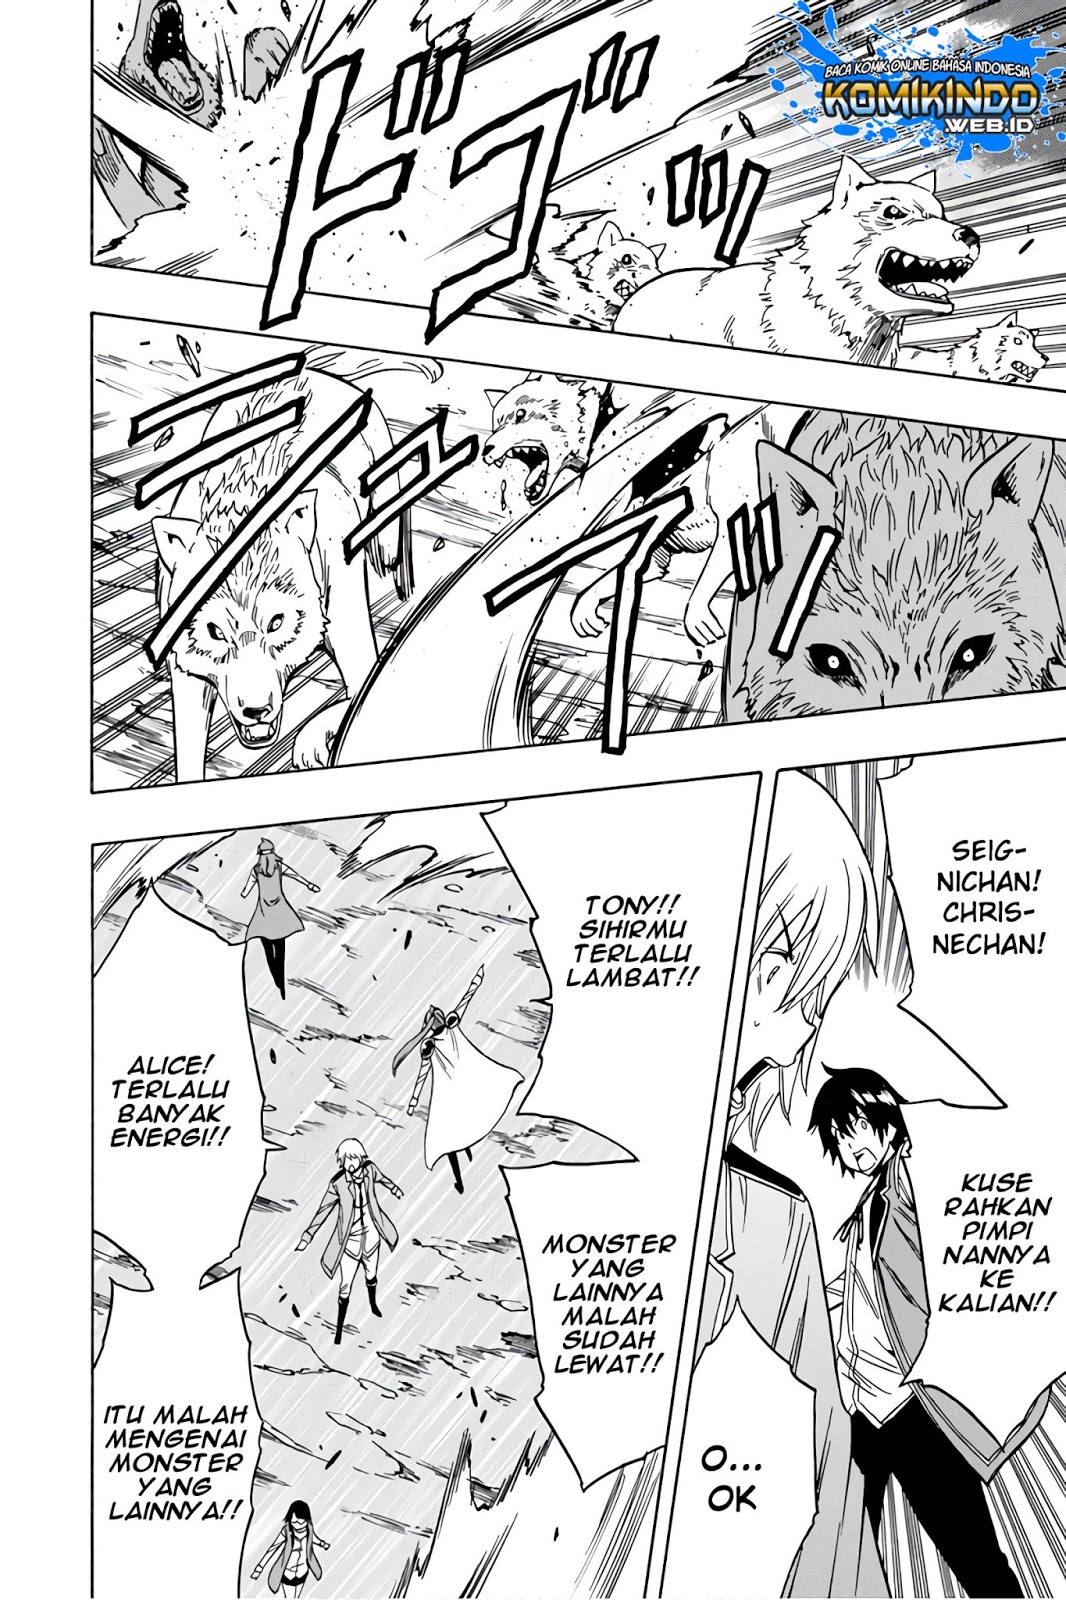 BACA KOMIK ONLINE BAHASA INDONESIA
KOMIKINDO
WEB.ID
ドゴッッ
シュイッ
SEIG-
NICHAN!
CHRIS-
NECHAN!
KUSE
RAHKAN
PIMPI
NANNYA
KE
KALIAN!!
O...
OK
TONY!!
SIHIRMU
TERLALU
LAMBAT!!
MONSTER
YANG
LAINNYA
MALAH
SUDAH
LEWAT!!
ALICE!
TERLALU
BANYAK
ENERGI!!
ITU MALAH
MENGENAI
MONSTER
YANG
LAINNYA!!